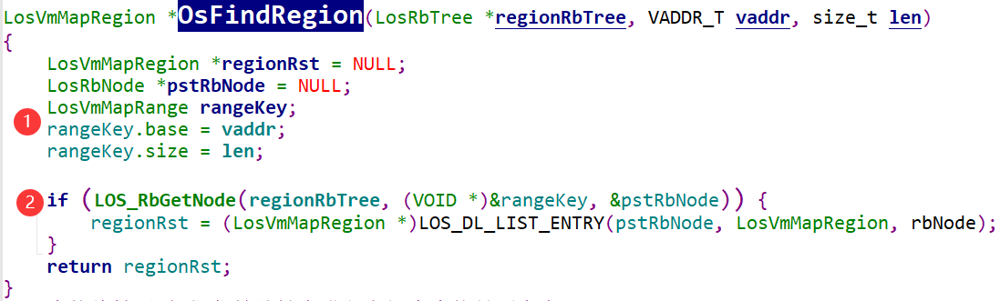 LosVmMapRegion *OsFindRegion(LosRbTree *regionRbTree, VADDR_T vaddr, size_t len)
{
    LosVmMapRegion *regionRst = NULL;
    LosRbNode *pstRbNode = NULL;
    LosVmMapRange rangeKey;
1   rangeKey.base = vaddr;
    rangeKey.size = len;

2   if (LOS_RbGetNode(regionRbTree, (VOID *)&rangeKey, &pstRbNode)) {
        regionRst = (LosVmMapRegion *)LOS_DL_LIST_ENTRY(pstRbNode, LosVmMapRegion, rbNode);
    }
    return regionRst;
}